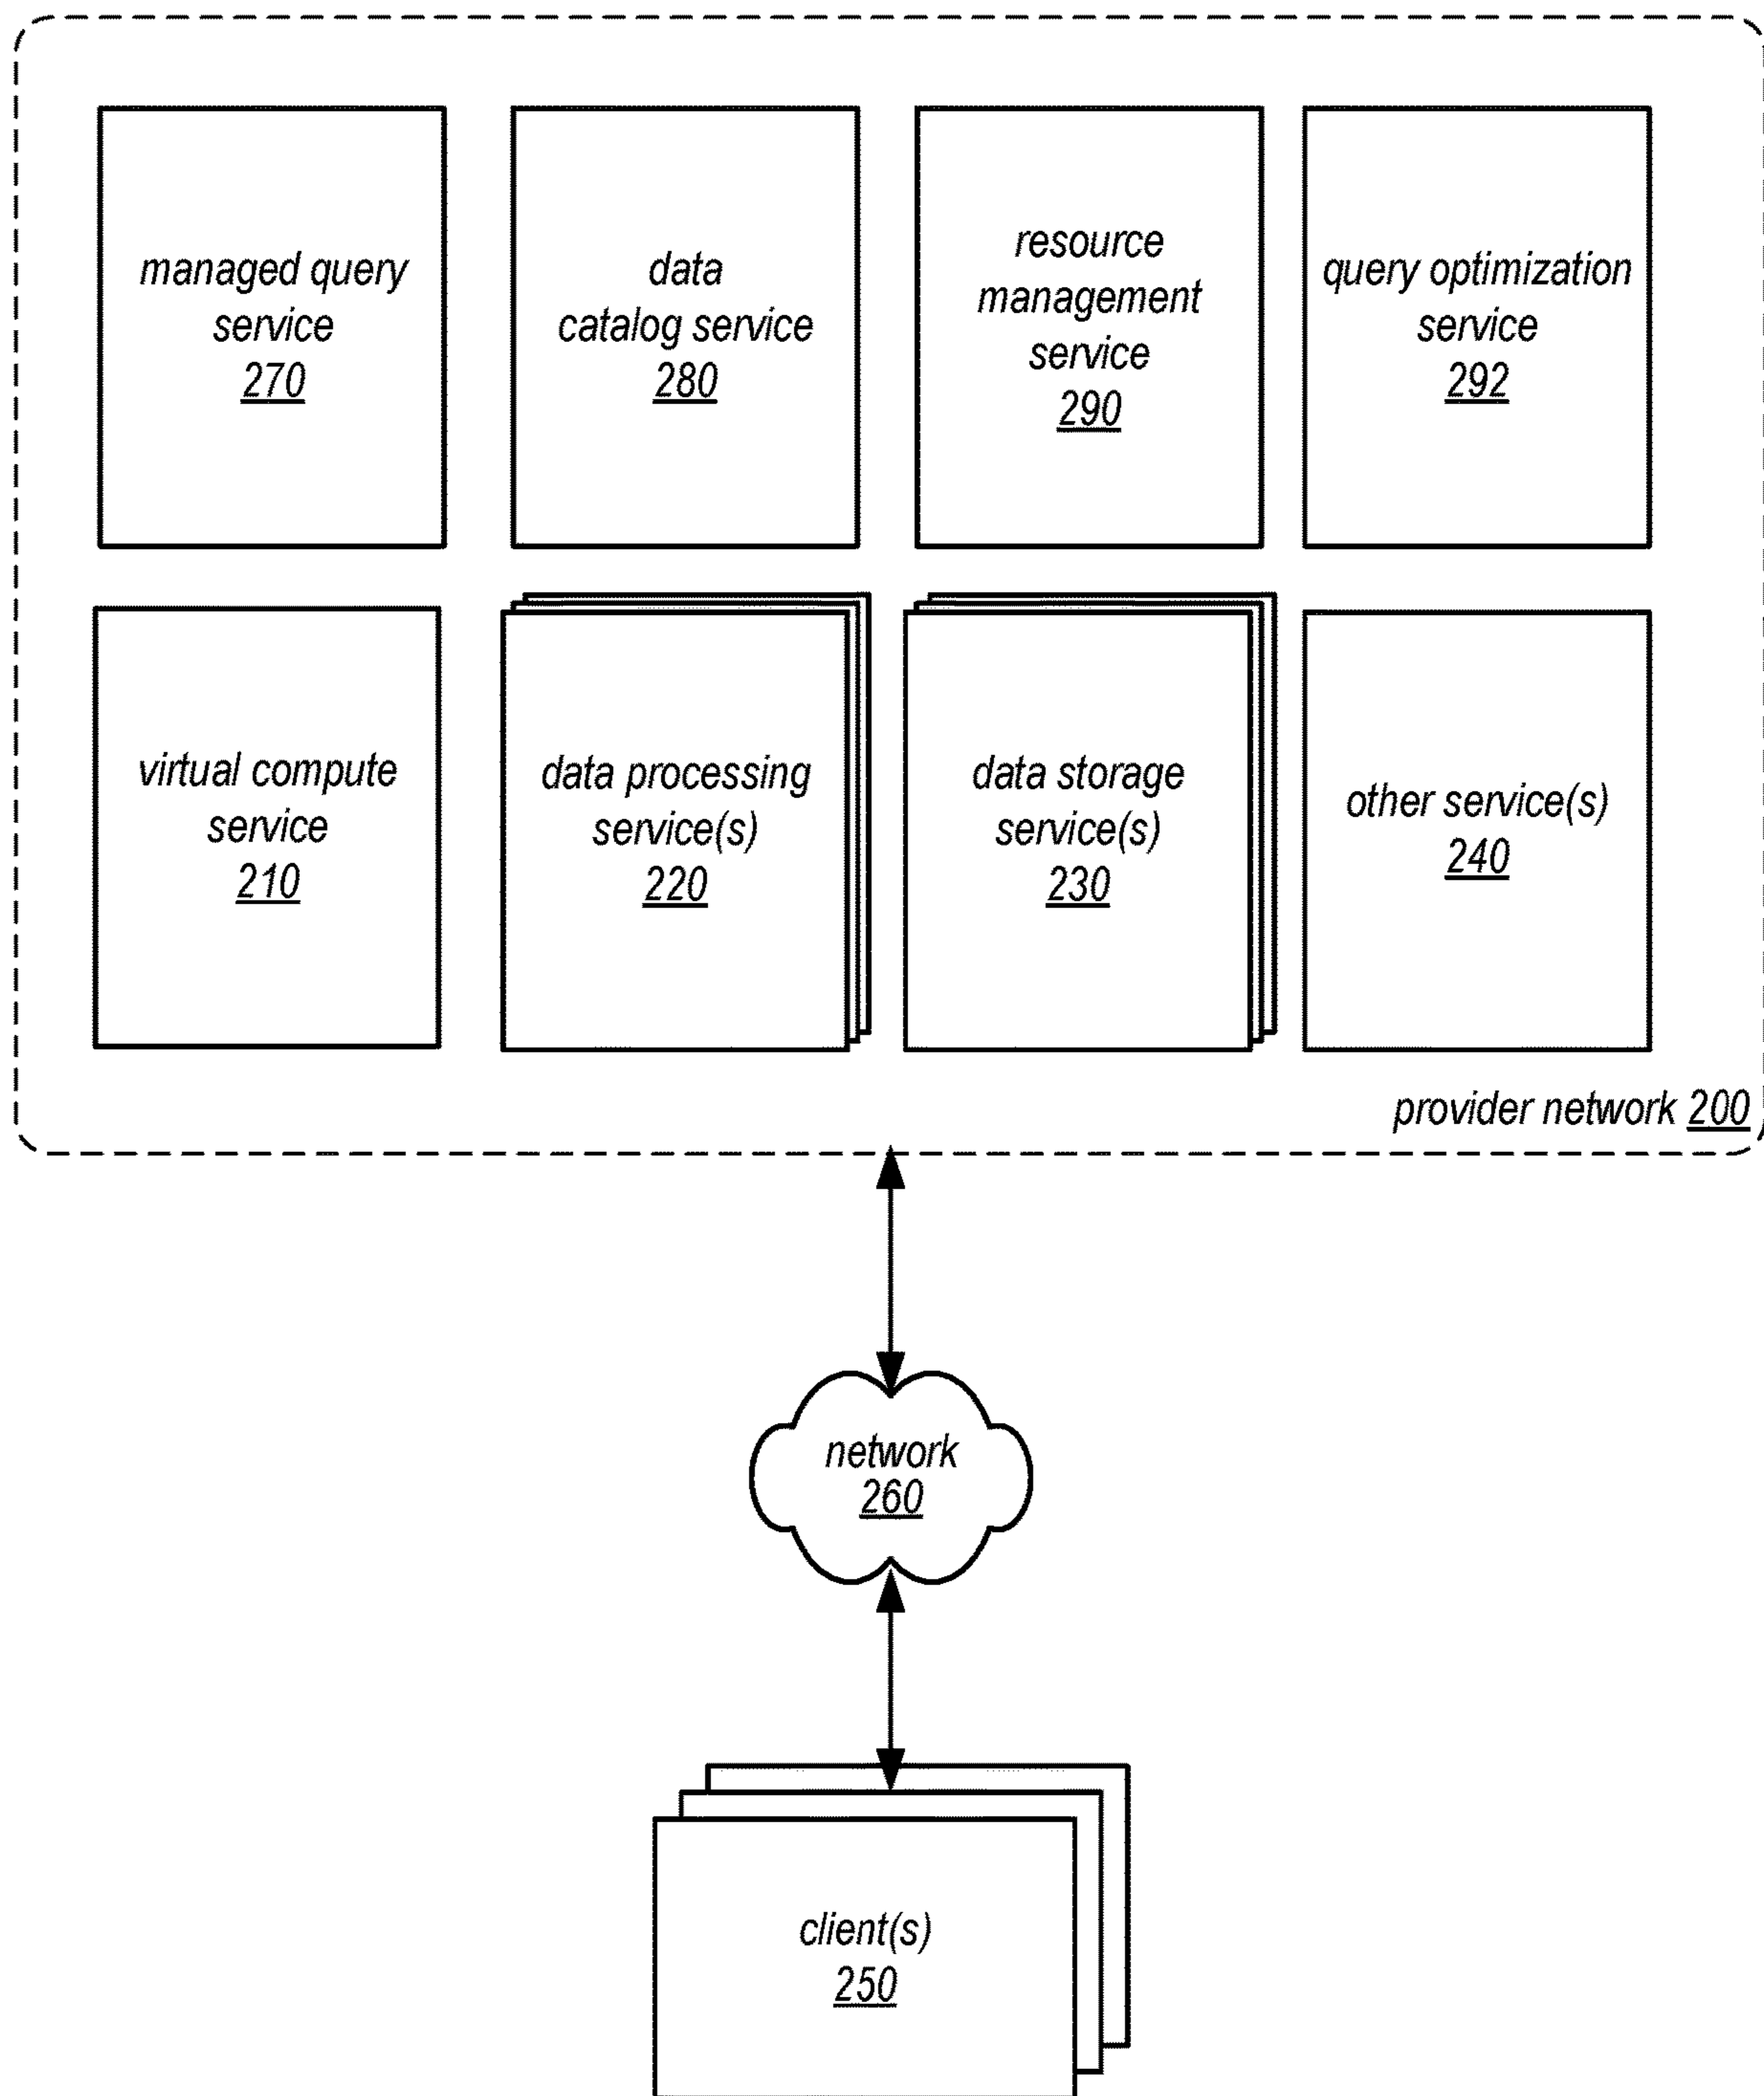 managed query
service
270
data
catalog service
280
resource
management
service
290
query optimization
service
292
virtual compute
service
210
data processing
service(s)
220
data storage
service(s)
230
other service(s)
240
provider network 200
network
260
client(s)
250